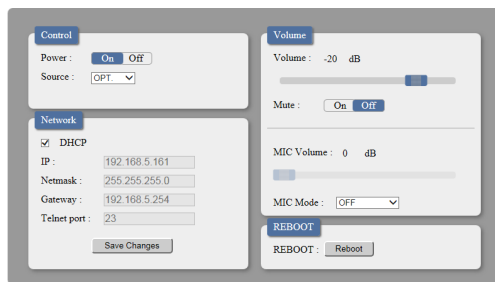 Control
Power : On Off
Source : OPT.
Network
DHCP
IP : 192.168.5.161
Netmask : 255.255.255.0
Gateway : 192.168.5.254
Telnet port : 23
Save Changes
Volume
Volume : -20 dB
Mute : On Off
MIC Volume : 0 dB
MIC Mode : OFF
REBOOT
REBOOT : Reboot